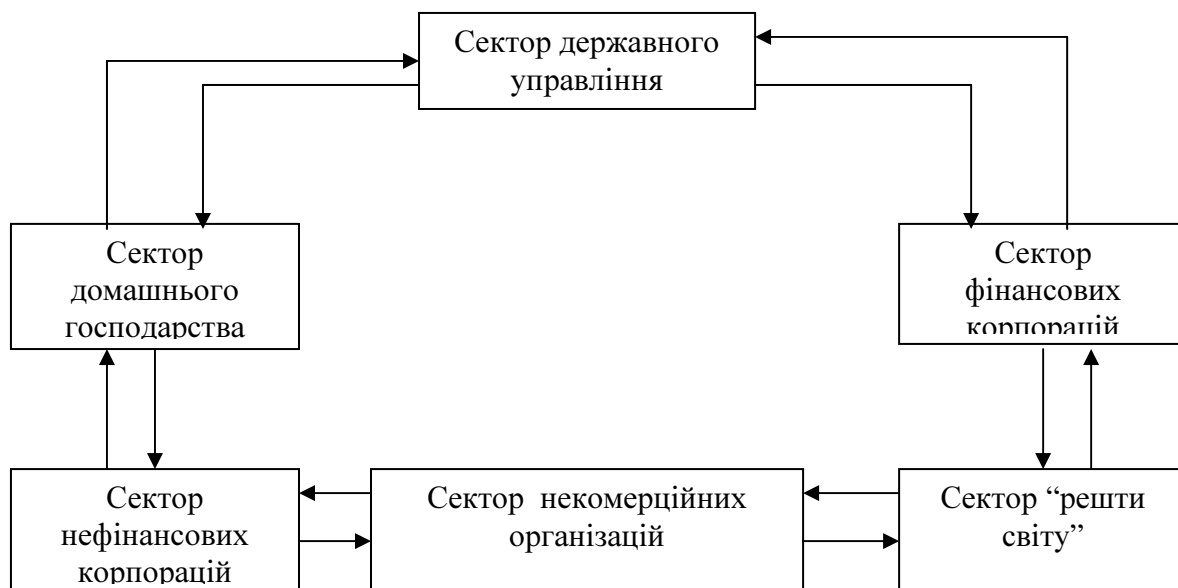 Сектор державного
управління
Сектор
домашнього
господарства
Сектор
фінансових
корпорацій
Сектор
нефінансових
корпорацій
Сектор некомерційних
організацій
Сектор “решти
світу”